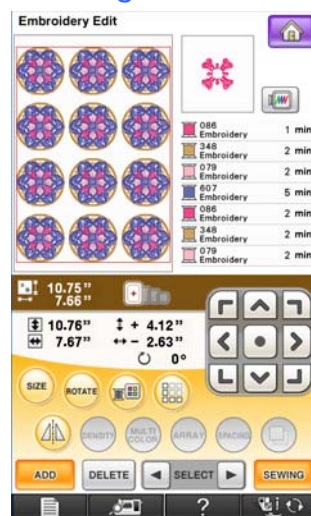 Embroidery Edit
086
Embroidery 1 min
348
Embroidery 2 min
079
Embroidery 2 min
607
Embroidery 5 min
086
Embroidery 2 min
348
Embroidery 2 min
079
Embroidery 2 min
10.75"
7.66"
10.76" + 4.12"
7.67" - 2.63"
0°
SIZE ROTATE
DENSITY MULTI COLOR ARRAY SPACING
ADD DELETE SELECT SEWING
?